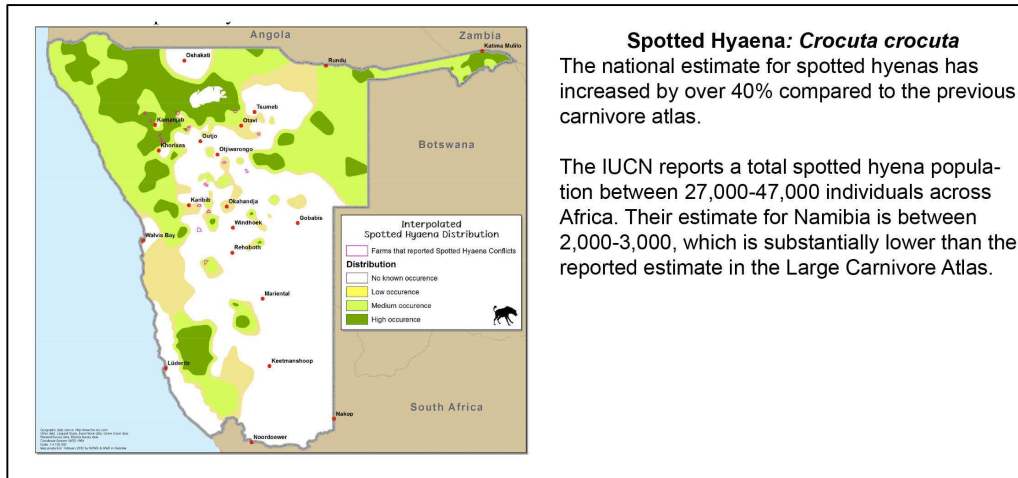 Spotted Hyaena: Crocuta crocuta
The national estimate for spotted hyenas has
increased by over 40% compared to the previous
carnivore atlas.
The IUCN reports a total spotted hyena popula-
tion between 27,000-47,000 individuals across
Africa. Their estimate for Namibia is between
2,000-3,000, which is substantially lower than the
reported estimate in the Large Carnivore Atlas.
Angola
Zambia
Katima Mulilo
Oshakati
Rundu
Tsumeb
Kamanjab
Otavi
Outjo
Khorixas
Otjiwarongo
Botswana
Karibib
Okahandja
Gobabis
Windhoek
Walvis Bay
Rehoboth
Mariental
Lüderitz
Keetmanshoop
South Africa
Nakop
Noordoewer
Interpolated
Spotted Hyaena Distribution
Farms that reported Spotted Hyaena Conflicts
Distribution
No known occurence
Low occurence
Medium occurence
High occurence